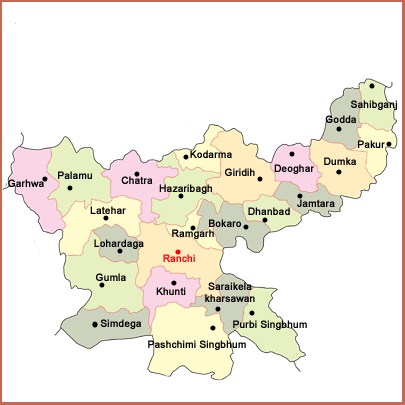 Sahibganj
Godda
Pakur
Kodarma
Dumka
Giridih
Deoghar
Palamu
Chatra
Garhwa
Hazaribagh
Jamtara
Latehar
Dhanbad
Bokaro
Ramgarh
Lohardaga
Ranchi
Gumla
Khunti
Saraikela
kharsawan
Simdega
Purbi Singbhum
Pashchimi Singbhum